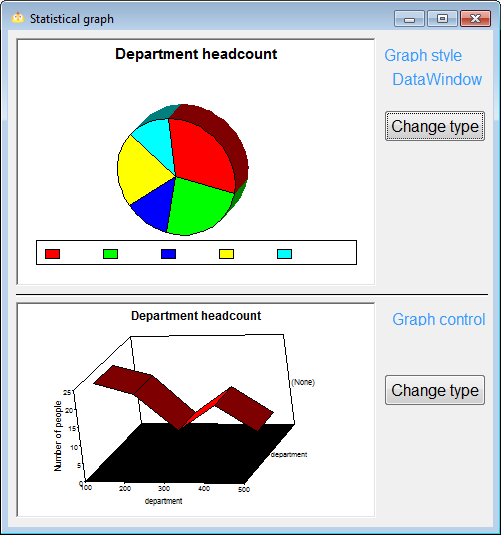 Statistical graph
Department headcount
Graph style
DataWindow
Change type
Department headcount
Graph control
Change type
(None)
25
20
15
10
5
0
Number of people
100
200
300
400
500
department
department